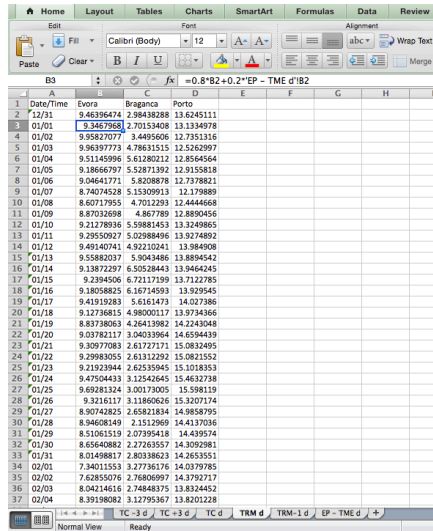 Home Layout Tables Charts SmartArt Formulas Data Review
Edit Font Alignment
Fill Calibri (Body) 12 A A abc Wrap Text
Paste Clear B I U A Merge
B3 fx =0.8*B2+0.2*'EP - TME d'!B2
A B C D E F G H
1 Date/Time Evora Braganca Porto
2 12/31 9.46396474 2.98438288 13.6245111
3 01/01 9.3467968 2.70153408 13.1334978
4 01/02 9.95827077 3.4495606 12.7351316
5 01/03 9.96397773 4.78631515 12.5262997
6 01/04 9.51145996 5.61280212 12.8564564
7 01/05 9.18666797 5.52871392 12.9155818
8 01/06 9.04641771 5.8208878 12.7378821
9 01/07 8.74074528 5.15309913 12.179889
10 01/08 8.60717955 4.7012293 12.4444668
11 01/09 8.87032698 4.867789 12.8890456
12 01/10 9.21278936 5.59881453 13.3249865
13 01/11 9.29550927 5.02988496 13.9274892
14 01/12 9.49140741 4.92210241 13.984908
15 01/13 9.55882037 5.9043486 13.8894542
16 01/14 9.13872297 6.50528443 13.9464245
17 01/15 9.2394506 6.72117199 13.7122785
18 01/16 9.18058825 6.16714593 13.929545
19 01/17 9.41919283 5.6161473 14.027386
20 01/18 9.12736815 4.98000117 13.9734366
21 01/19 8.83738063 4.26413982 14.2243048
22 01/20 9.03782117 3.04033964 14.6594439
23 01/21 9.30977083 2.61727171 15.0832495
24 01/22 9.29983055 2.61312292 15.0821552
25 01/23 9.21923944 2.62535945 15.1018353
26 01/24 9.47504433 3.12542645 15.4632738
27 01/25 9.69281324 3.00173005 15.598119
28 01/26 9.3216117 3.11860626 15.3207174
29 01/27 8.90742825 2.65821834 14.9858795
30 01/28 8.94608149 2.1512969 14.4137036
31 01/29 8.51061519 2.07395418 14.439574
32 01/30 8.65640882 2.27263557 14.3092981
33 01/31 8.01498817 2.80338623 14.2653551
34 02/01 7.34011553 3.27736176 14.0379785
35 02/02 7.62855076 2.76806997 14.3792717
36 02/03 8.04214616 2.74848375 13.8324452
37 02/04 8.39198082 3.12795367 13.8201228
TC -3 d TC +3 d TC d TRM d TRM-1 d EP - TME d +
Normal View Ready